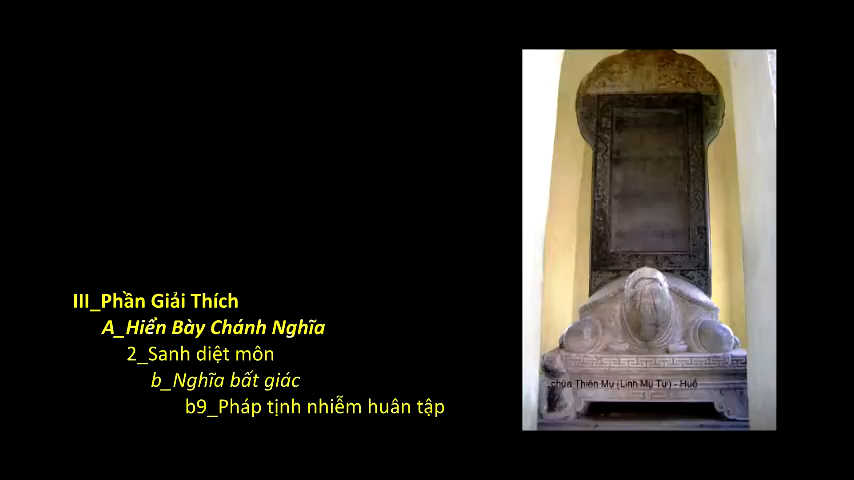 III_Phần Giải Thích
A_Hiển Bày Chánh Nghĩa
2_Sanh diệt môn
b_Nghĩa bất giác
b9_Pháp tịnh nhiễm huân tập
chùa Thiên Mụ (Linh Mụ Tự) - Huế